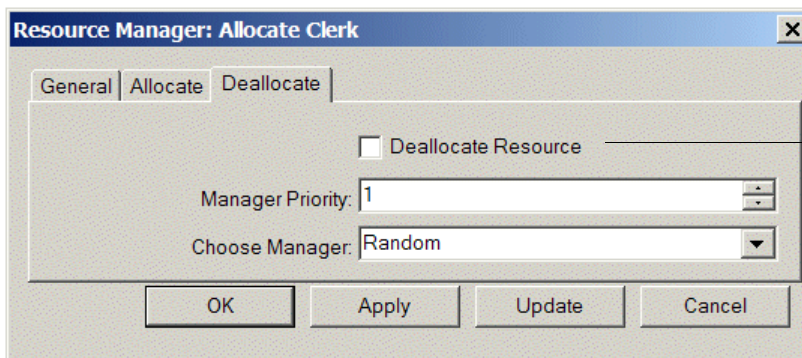 Resource Manager: Allocate Clerk
General Allocate Deallocate
Deallocate Resource
Manager Priority: 1
Choose Manager: Random
OK Apply Update Cancel